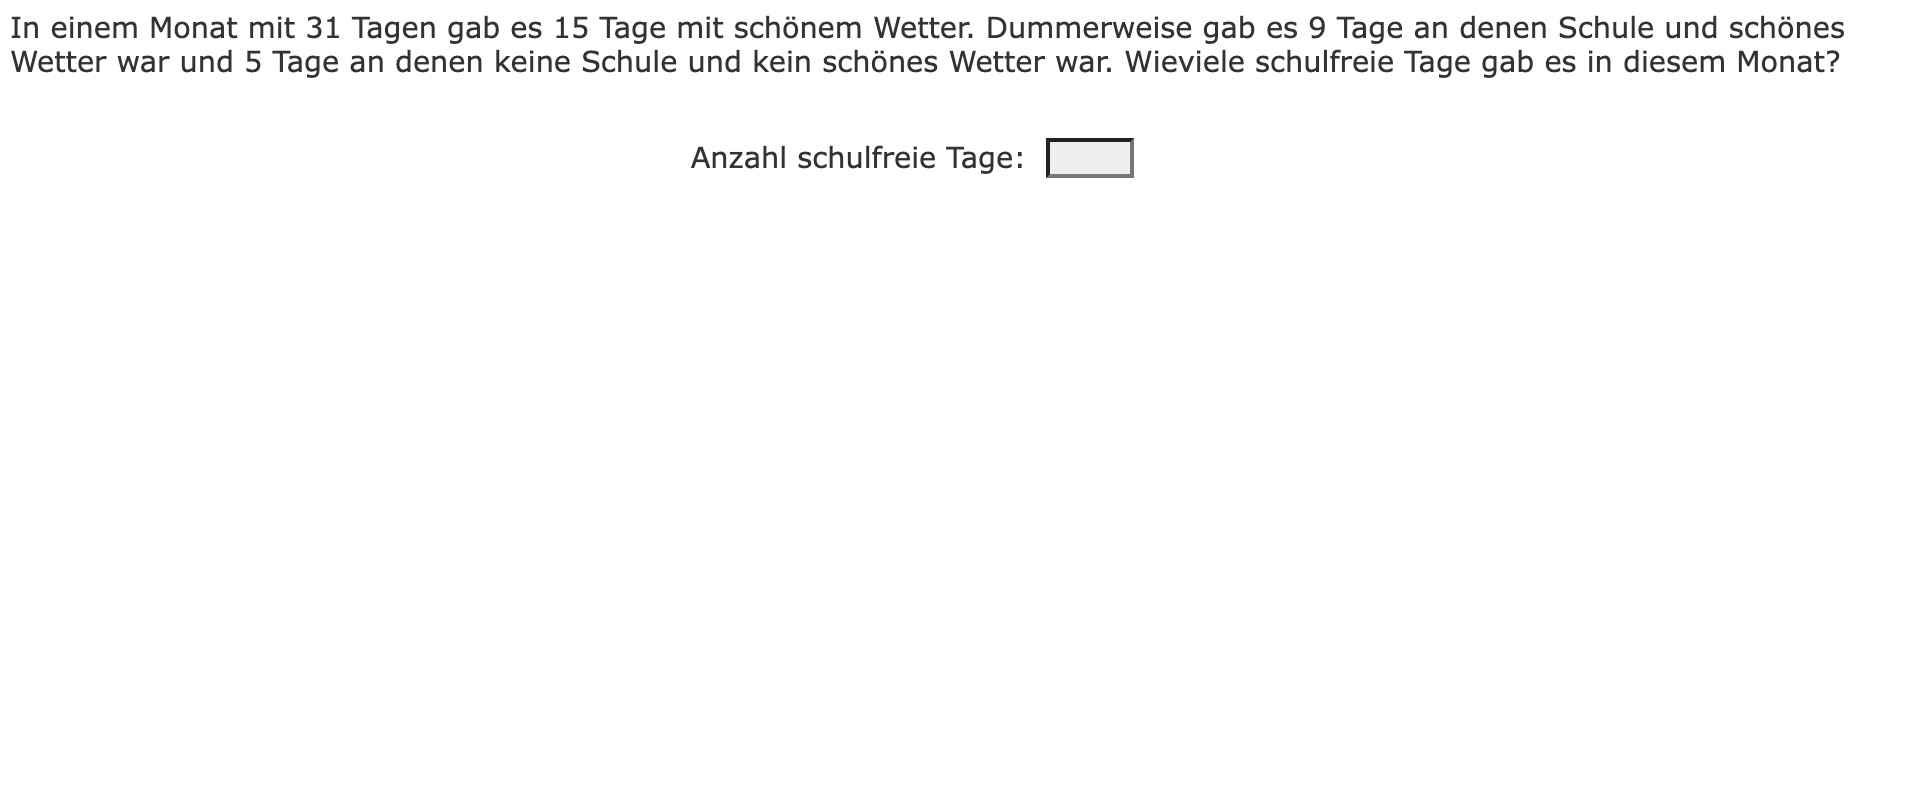 In einem Monat mit 31 Tagen gab es 15 Tage mit schönem Wetter. Dummerweise gab es 9 Tage an denen Schule und schönes
Wetter war und 5 Tage an denen keine Schule und kein schönes Wetter war. Wieviele schulfreie Tage gab es in diesem Monat?
Anzahl schulfreie Tage: